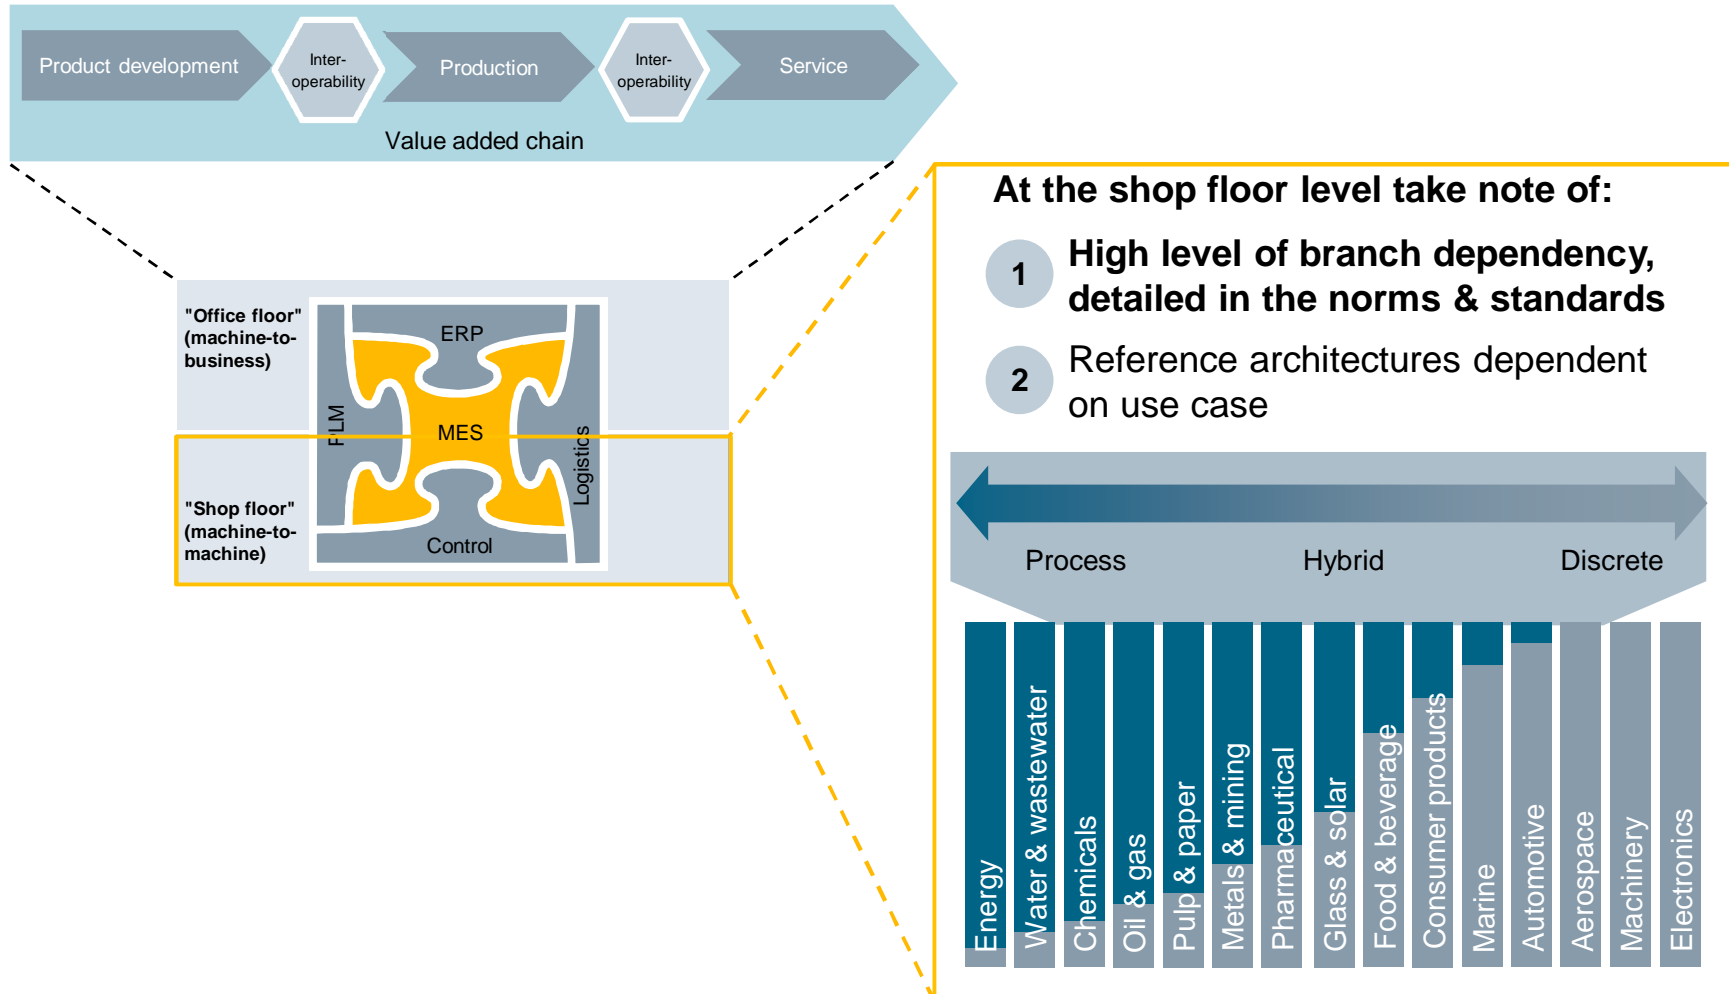 Product development
Inter-
operability
Production
Inter-
operability
Service
Value added chain
At the shop floor level take note of:
1
High level of branch dependency,
detailed in the norms & standards
2
Reference architectures dependent
on use case
"Office floor"
(machine-to-
business)
ERP
PLM
MES
Logistics
"Shop floor"
(machine-to-
machine)
Control
Process
Hybrid
Discrete
Energy
Water & wastewater
Chemicals
Oil & gas
Pulp & paper
Metals & mining
Pharmaceutical
Glass & solar
Food & beverage
Consumer products
Marine
Automotive
Aerospace
Machinery
Electronics